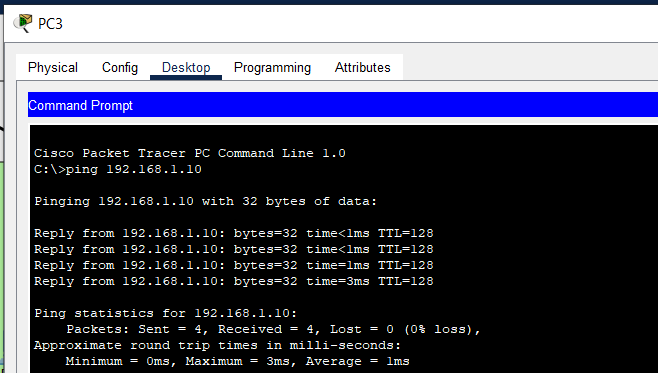 PC3
Physical Config Desktop Programming Attributes
Command Prompt
Cisco Packet Tracer PC Command Line 1.0
C:\>ping 192.168.1.10
Pinging 192.168.1.10 with 32 bytes of data:
Reply from 192.168.1.10: bytes=32 time<1ms TTL=128
Reply from 192.168.1.10: bytes=32 time<1ms TTL=128
Reply from 192.168.1.10: bytes=32 time=1ms TTL=128
Reply from 192.168.1.10: bytes=32 time=3ms TTL=128
Ping statistics for 192.168.1.10:
Packets: Sent = 4, Received = 4, Lost = 0 (0% loss),
Approximate round trip times in milli-seconds:
Minimum = 0ms, Maximum = 3ms, Average = 1ms